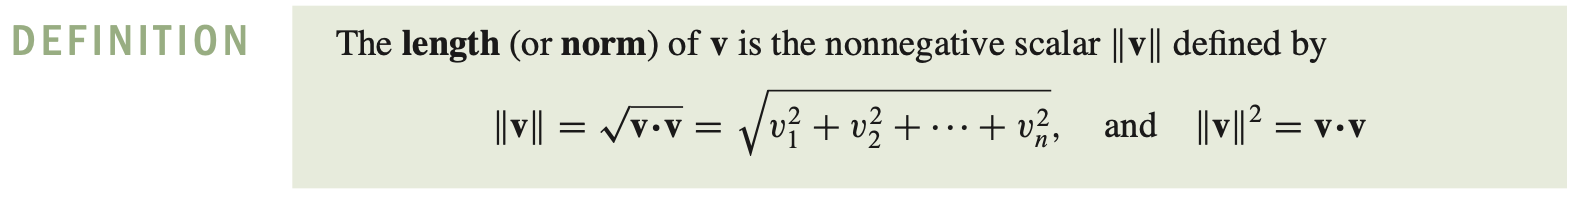 DEFINITION
The length (or norm) of v is the nonnegative scalar ‖v‖ defined by
‖v‖ = √(v·v) = √(v₁² + v₂² + ⋯ + vₙ²), and ‖v‖² = v·v